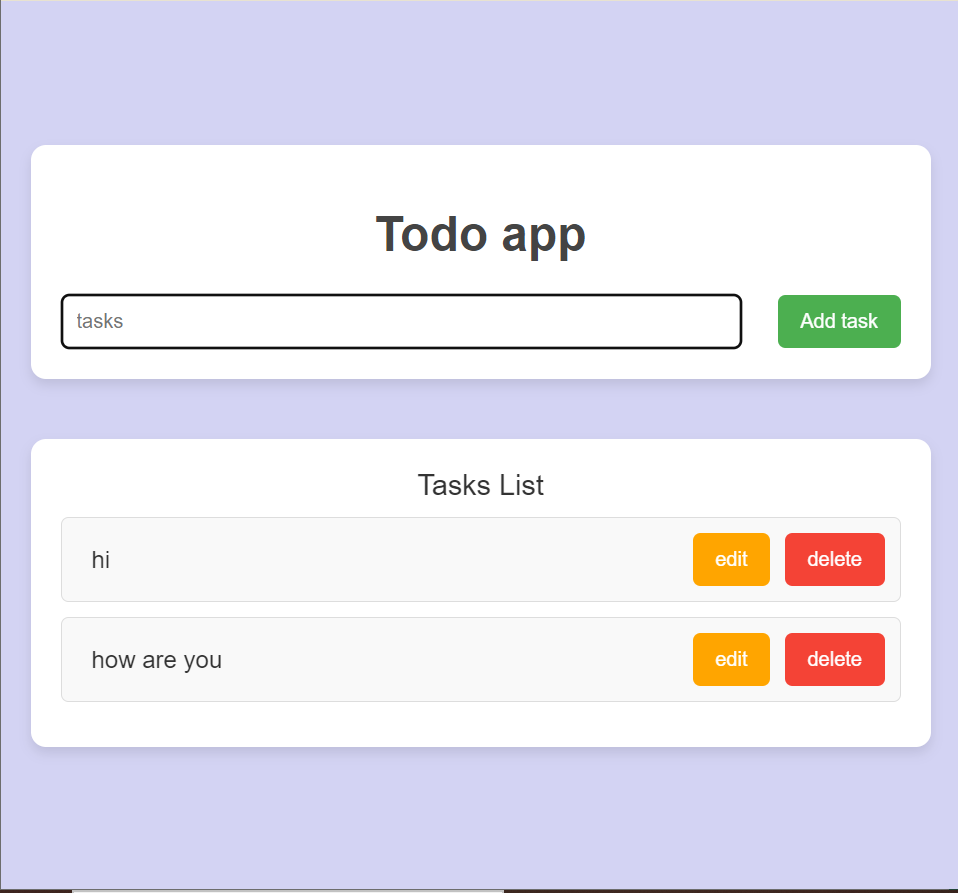 Todo app
tasks
Add task
Tasks List
hi
edit
delete
how are you
edit
delete